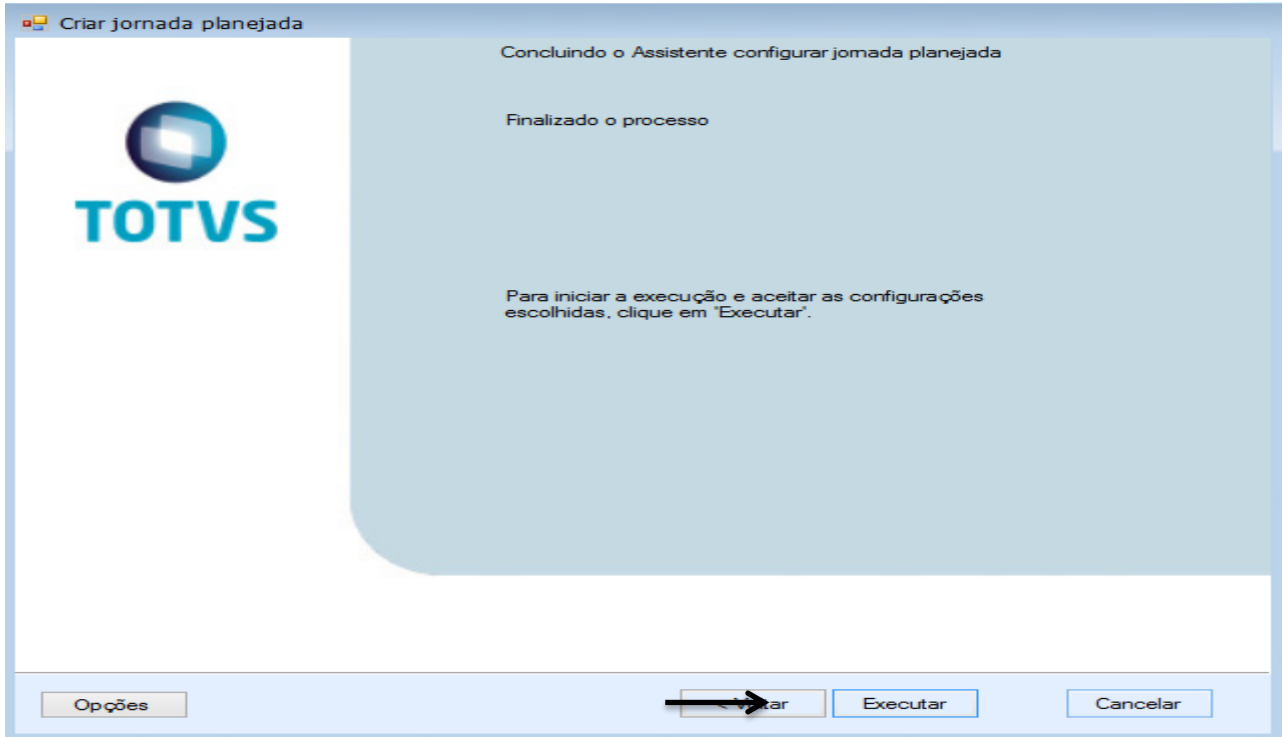 Criar jornada planejada
Concluindo o Assistente configurar jornada planejada
Finalizado o processo
TOTVS
Para iniciar a execução e aceitar as configurações
escolhidas, clique em 'Executar'.
Opções
< Voltar
Executar
Cancelar